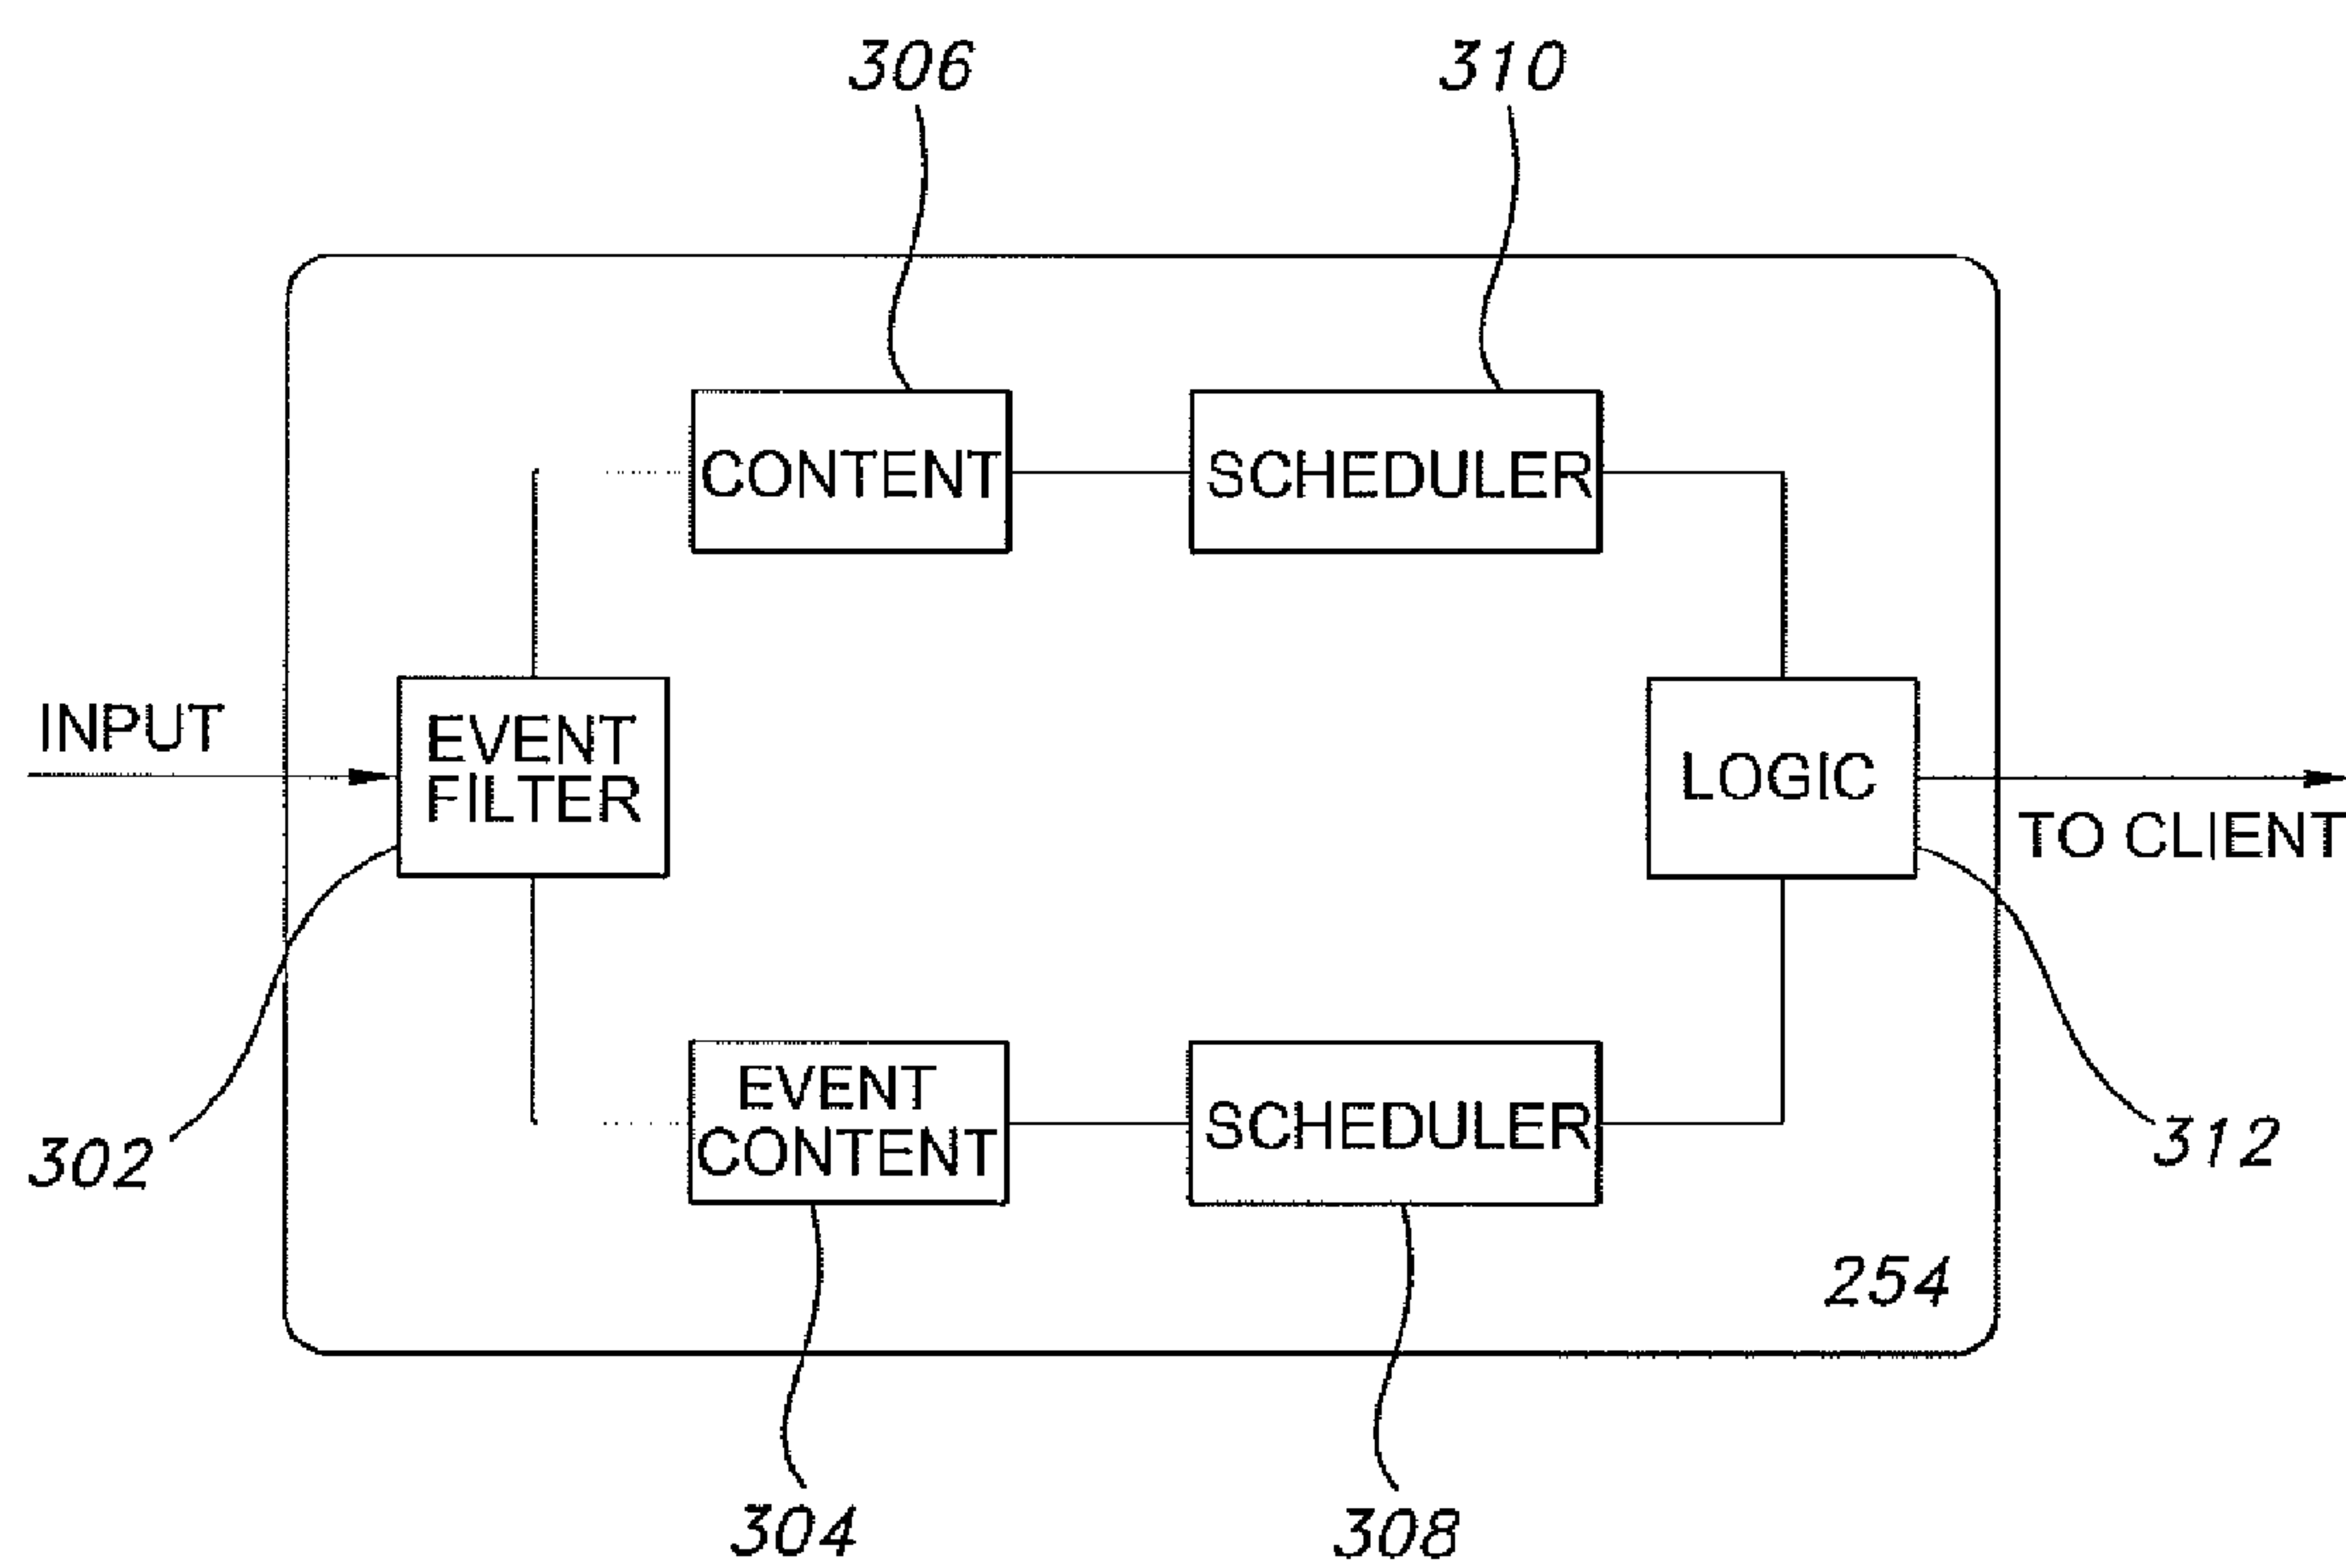 306
310
CONTENT
SCHEDULER
INPUT
EVENT
FILTER
LOGIC
TO CLIENT
EVENT
CONTENT
SCHEDULER
302
312
254
304
308